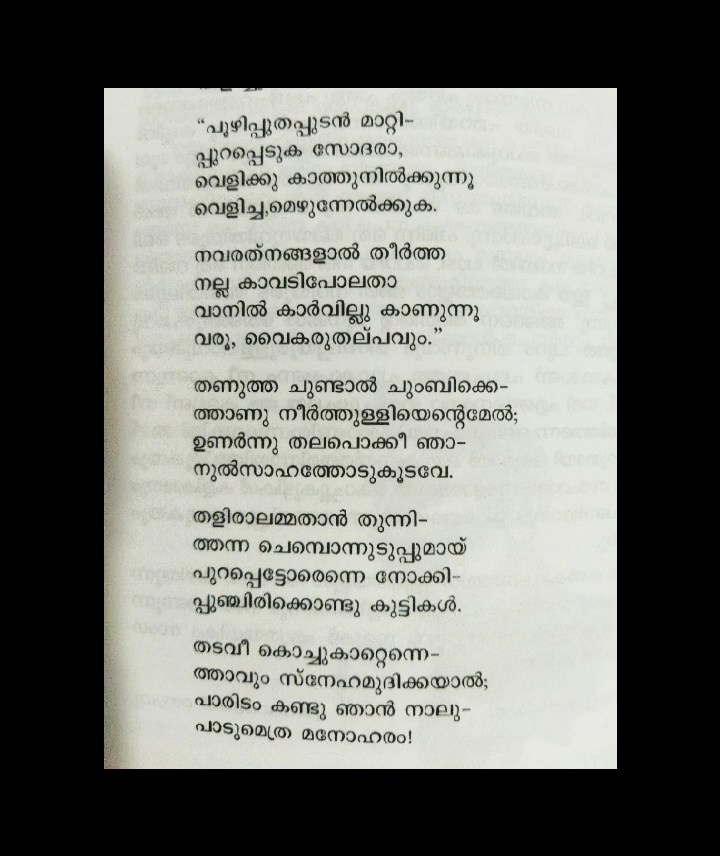 “പൂഴിപ്പുതപ്പുടൻ മാറ്റി–
പ്പുറപ്പെടുക സോദരാ,
വെളിക്കു കാത്തുനിൽക്കുന്നൂ
വെളിച്ച,മെഴുന്നേൽക്കുക.
നവരത്നങ്ങളാൽ തീർത്ത
നല്ല കാവടിപോലതാ
വാനിൽ കാർവില്ലു കാണുന്നൂ
വരൂ, വൈകരുതല്പവും.”
തണുത്ത ചുണ്ടാൽ ചുംബിക്കെ–
ത്താണു നീർത്തുള്ളിയെന്റെമേൽ;
ഉണർന്നു തലപൊക്കീ ഞാ–
നുൽസാഹത്തോടുകൂടവേ.
തളിരാലമ്മതാൻ തുന്നി–
ത്തന്ന ചെമ്പൊന്നുടുപ്പുമായ്
പുറപ്പെട്ടോരെന്നെ നോക്കി–
പ്പുഞ്ചിരിക്കൊണ്ടു കുട്ടികൾ.
തടവീ കൊച്ചുകാറ്റെന്നെ–
ത്താവും സ്നേഹമുദിക്കയാൽ;
പാരിടം കണ്ടു ഞാൻ നാലു–
പാടുമെത്ര മനോഹരം!